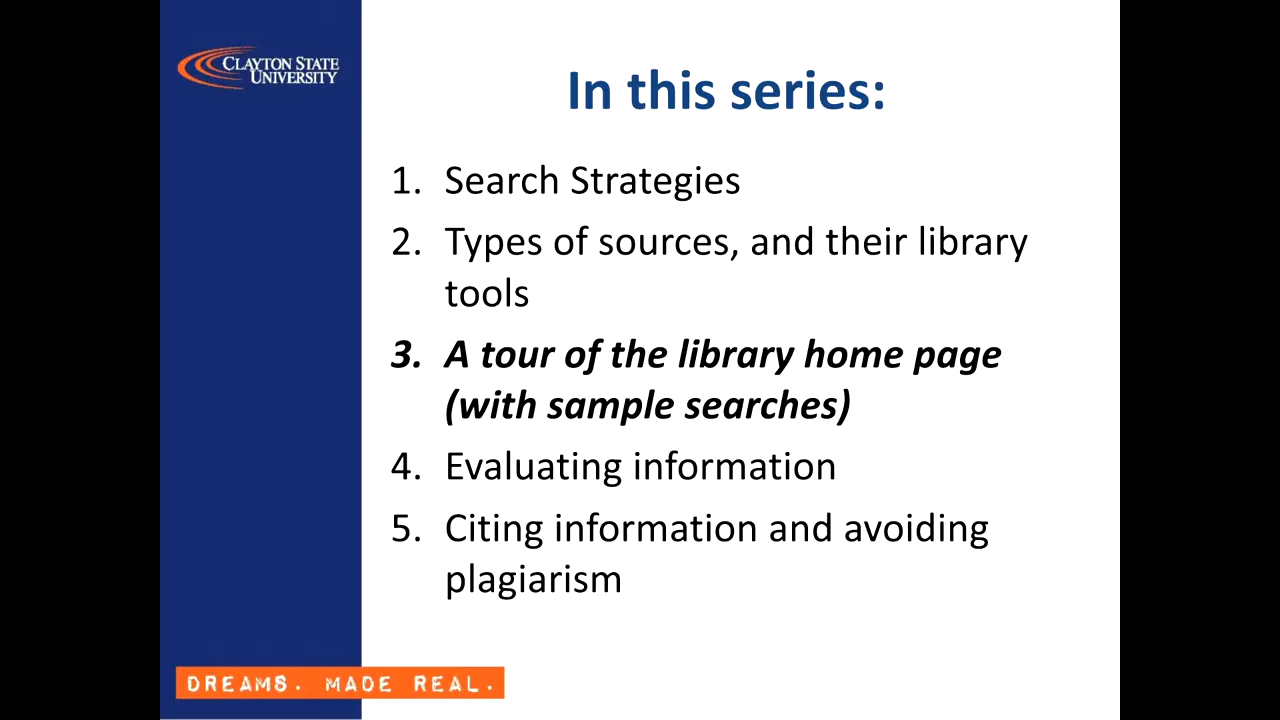 CLAYTON STATE
UNIVERSITY
In this series:
1. Search Strategies
2. Types of sources, and their library
tools
3. A tour of the library home page
(with sample searches)
4. Evaluating information
5. Citing information and avoiding
plagiarism
DREAMS. MADE REAL.